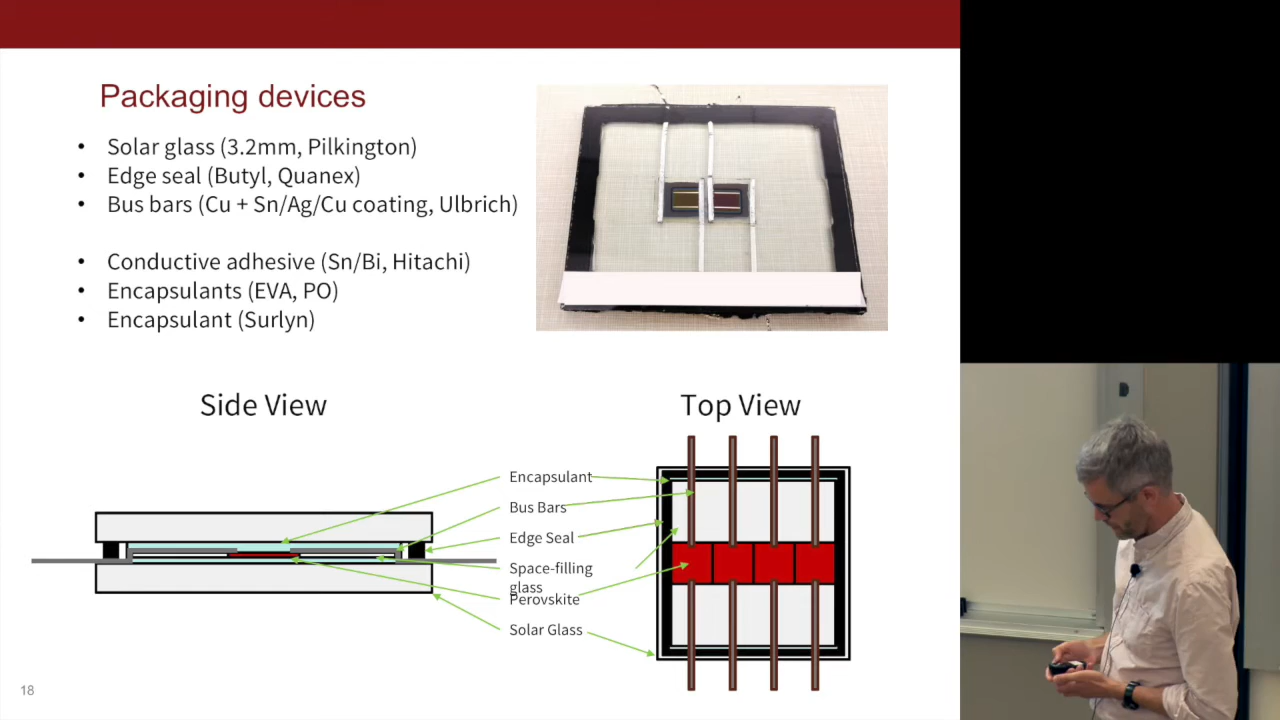 Packaging devices
• Solar glass (3.2mm, Pilkington)
• Edge seal (Butyl, Quanex)
• Bus bars (Cu + Sn/Ag/Cu coating, Ulbrich)
• Conductive adhesive (Sn/Bi, Hitachi)
• Encapsulants (EVA, PO)
• Encapsulant (Surlyn)
Side View
Top View
Encapsulant
Bus Bars
Edge Seal
Space-filling
glass
Perovskite
Solar Glass
18